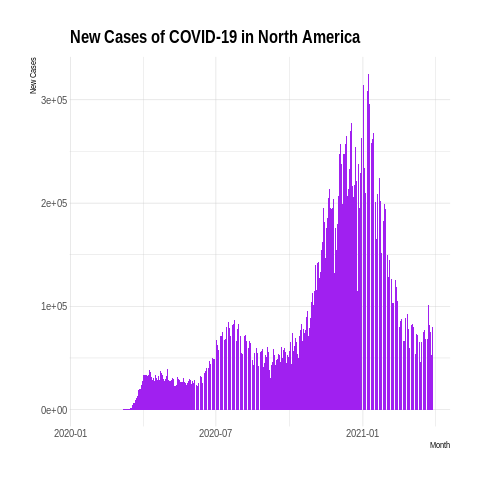 New Cases of COVID-19 in North America
New Cases
3e+05
2e+05
1e+05
0e+00
2020-01 2020-07 2021-01
Month